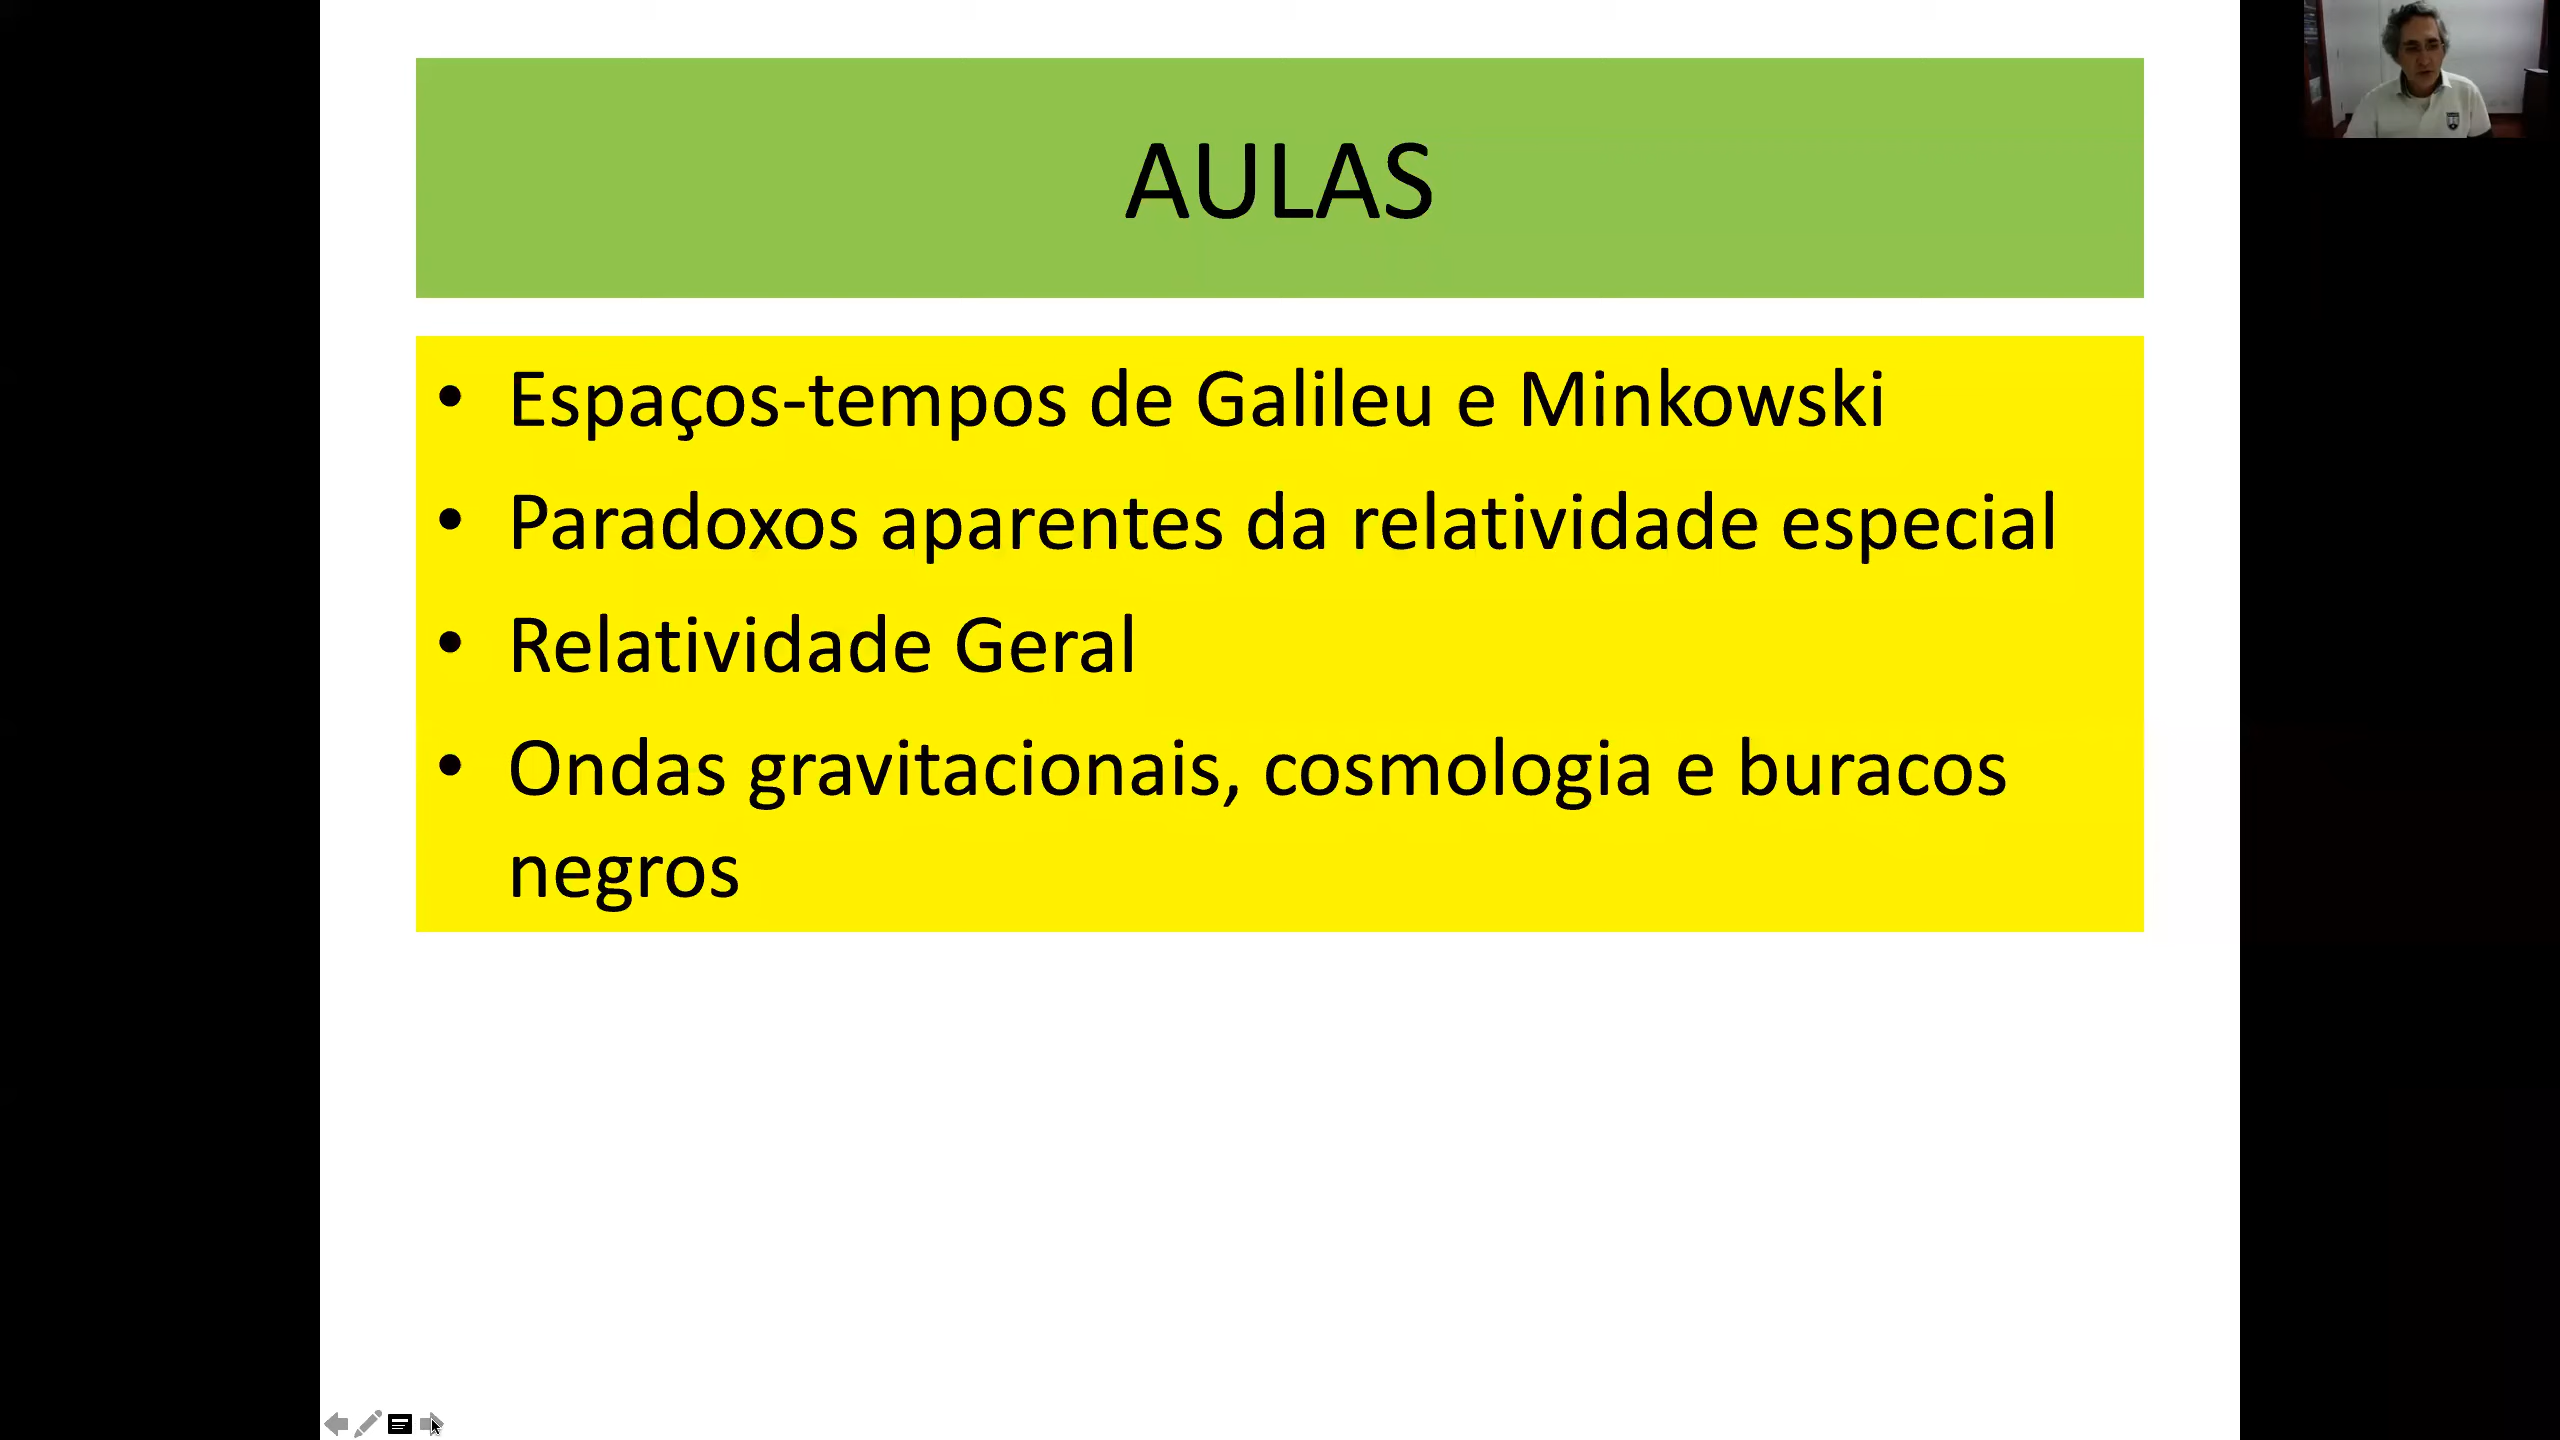 AULAS
• Espaços-tempos de Galileu e Minkowski
• Paradoxos aparentes da relatividade especial
• Relatividade Geral
• Ondas gravitacionais, cosmologia e buracos
negros